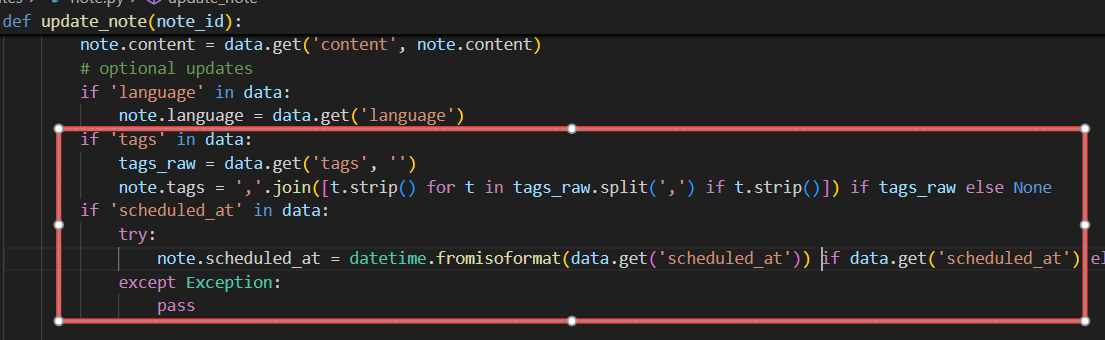 note.py > update_note
def update_note(note_id):
note.content = data.get('content', note.content)
# optional updates
if 'language' in data:
note.language = data.get('language')
if 'tags' in data:
tags_raw = data.get('tags', '')
note.tags = ','.join([t.strip() for t in tags_raw.split(',') if t.strip()]) if tags_raw else None
if 'scheduled_at' in data:
try:
note.scheduled_at = datetime.fromisoformat(data.get('scheduled_at')) if data.get('scheduled_at') el
except Exception:
pass